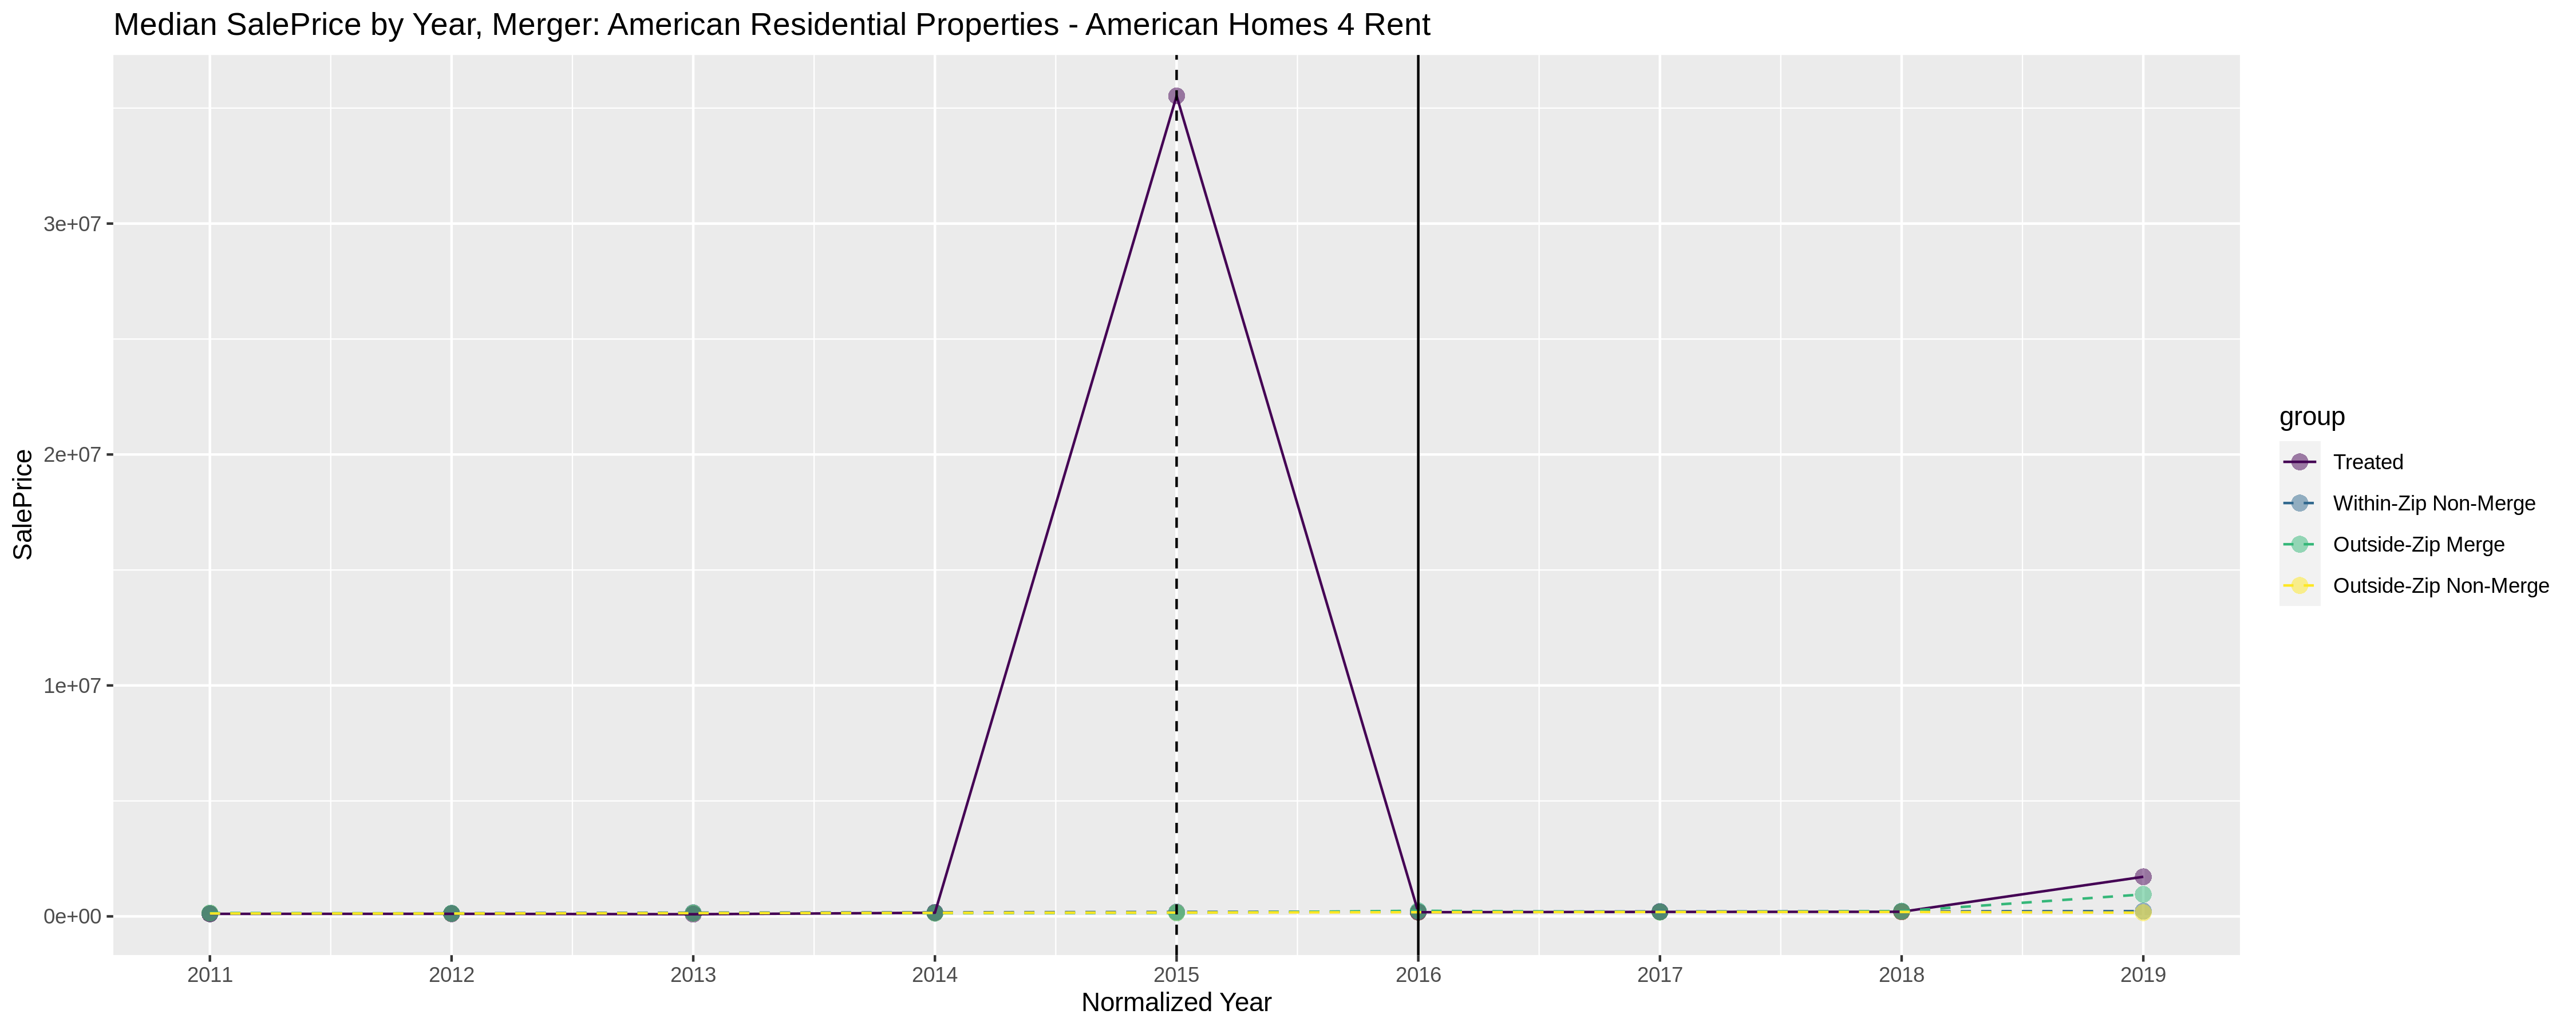 Median SalePrice by Year, Merger: American Residential Properties - American Homes 4 Rent
SalePrice
3e+07
2e+07
1e+07
0e+00
2011 2012 2013 2014 2015 2016 2017 2018 2019
Normalized Year
group
Treated
Within-Zip Non-Merge
Outside-Zip Merge
Outside-Zip Non-Merge